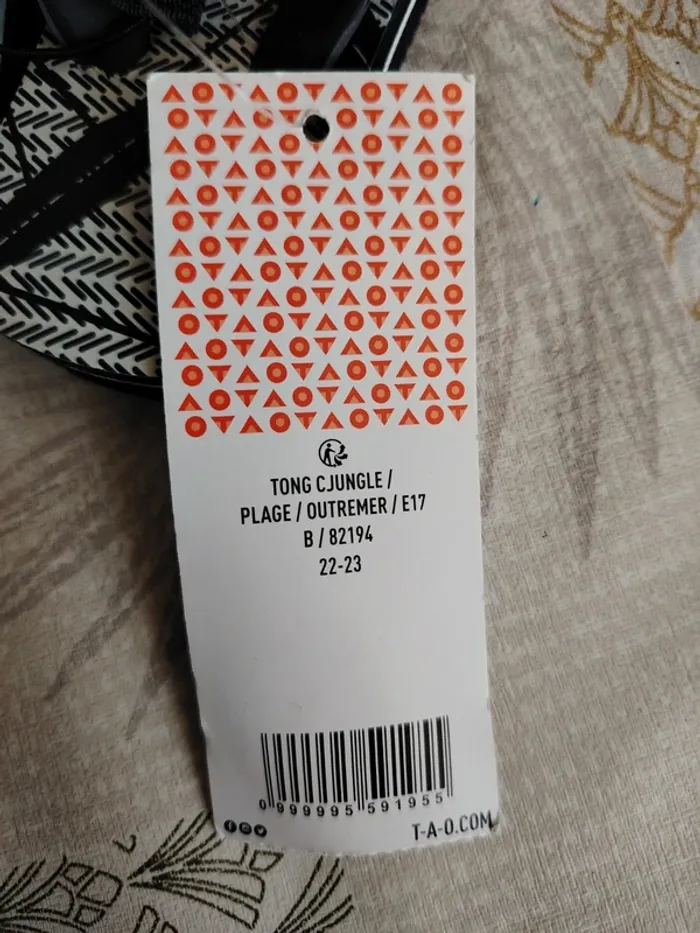 TONG CJUNGLE /
PLAGE / OUTREMER / E17
B / 82194
22-23
0 999995 591955
T-A-O.COM